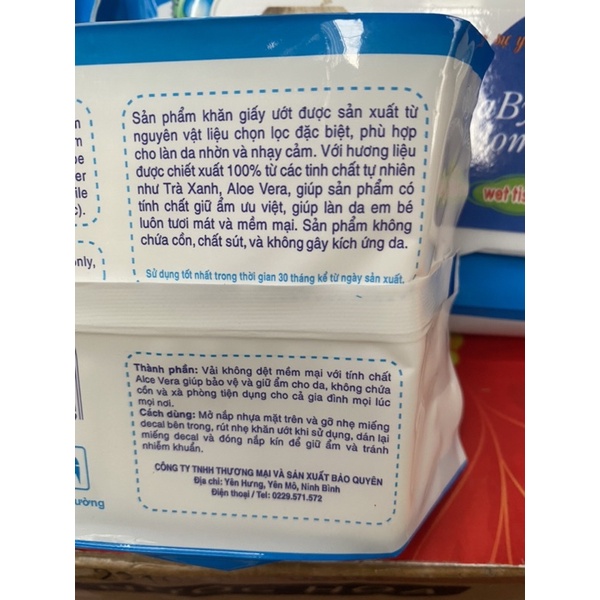 Sản phẩm khăn giấy ướt được sản xuất từ
nguyên vật liệu chọn lọc đặc biệt, phù hợp
cho làn da nhờn và nhạy cảm. Với hương liệu
được chiết xuất 100% từ các tinh chất tự nhiên
như Trà Xanh, Aloe Vera, giúp sản phẩm có
tính chất giữ ẩm ưu việt, giúp làn da em bé
luôn tươi mát và mềm mại. Sản phẩm không
chứa cồn, chất sút, và không gây kích ứng da.
only,
Sử dụng tốt nhất trong thời gian 30 tháng kể từ ngày sản xuất.
Thành phần: Vải không dệt mềm mại với tính chất
Aloe Vera giúp bảo vệ và giữ ẩm cho da, không chứa
cồn và xà phòng tiện dụng cho cả gia đình mọi lúc
mọi nơi.
Cách dùng: Mở nắp nhựa mặt trên và gỡ nhẹ miếng
decal bên trong, rút nhẹ khăn ướt khi sử dụng, dán lại
miếng decal và đóng nắp kín để giữ ẩm và tránh
nhiễm khuẩn.
CÔNG TY TNHH THƯƠNG MẠI VÀ SẢN XUẤT BẢO QUYÊN
Địa chỉ: Yên Hưng, Yên Mô, Ninh Bình
Điện thoại / Tel: 0229.571.572
ường
aBy
wet tis